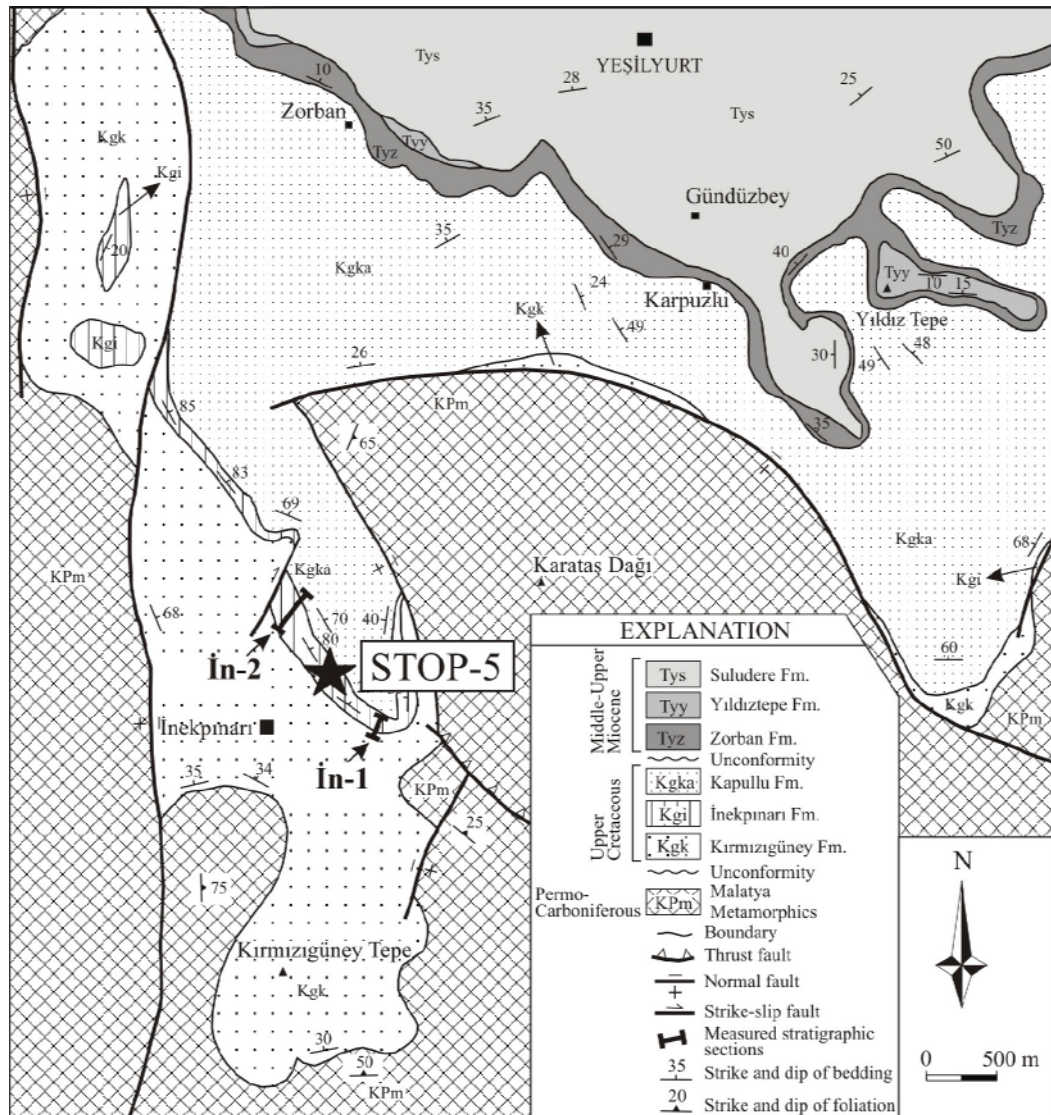 Tys
YEŞİLYURT
10
28
25
Zorban
35
Tys
Kgk
Tyy
Tyz
50
Kgi
Gündüzbey
20
35
29
Tyz
40
Kgka
24
Karpuzlu
Tyy
10
15
Kgk
49
Yıldız Tepe
Kgi
26
30
49
48
KPm
85
65
35
83
69
Kgka
68
Kgka
Karataş Dağı
Kgi
KPm
70
40
68
80
EXPLANATION
60
İn-2
STOP-5
Kgk
KPm
İnekpınarı
İn-1
35
34
KPm
25
75
Kırmızıgüney Tepe
Kgk
30
50
KPm
Middle-Upper
Miocene
Tys Suludere Fm.
Tyy Yıldıztepe Fm.
Tyz Zorban Fm.
Unconformity
Upper
Cretaceous
Kgka Kapullu Fm.
Kgi İnekpınarı Fm.
Kgk Kırmızıgüney Fm.
Unconformity
Permo-
Carboniferous
KPm Malatya
Metamorphics
Boundary
Thrust fault
Normal fault
Strike-slip fault
Measured stratigraphic
sections
35 Strike and dip of bedding
20 Strike and dip of foliation
N
0 500 m